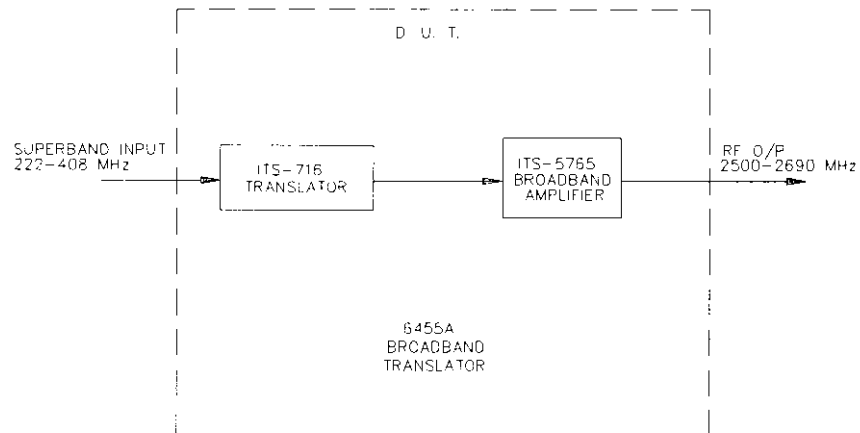 D. U. T.
SUPERBAND INPUT
222-408 MHz
ITS-716
TRANSLATOR
ITS-5765
BROADBAND
AMPLIFIER
RF O/P
2500-2690 MHz
6455A
BROADBAND
TRANSLATOR